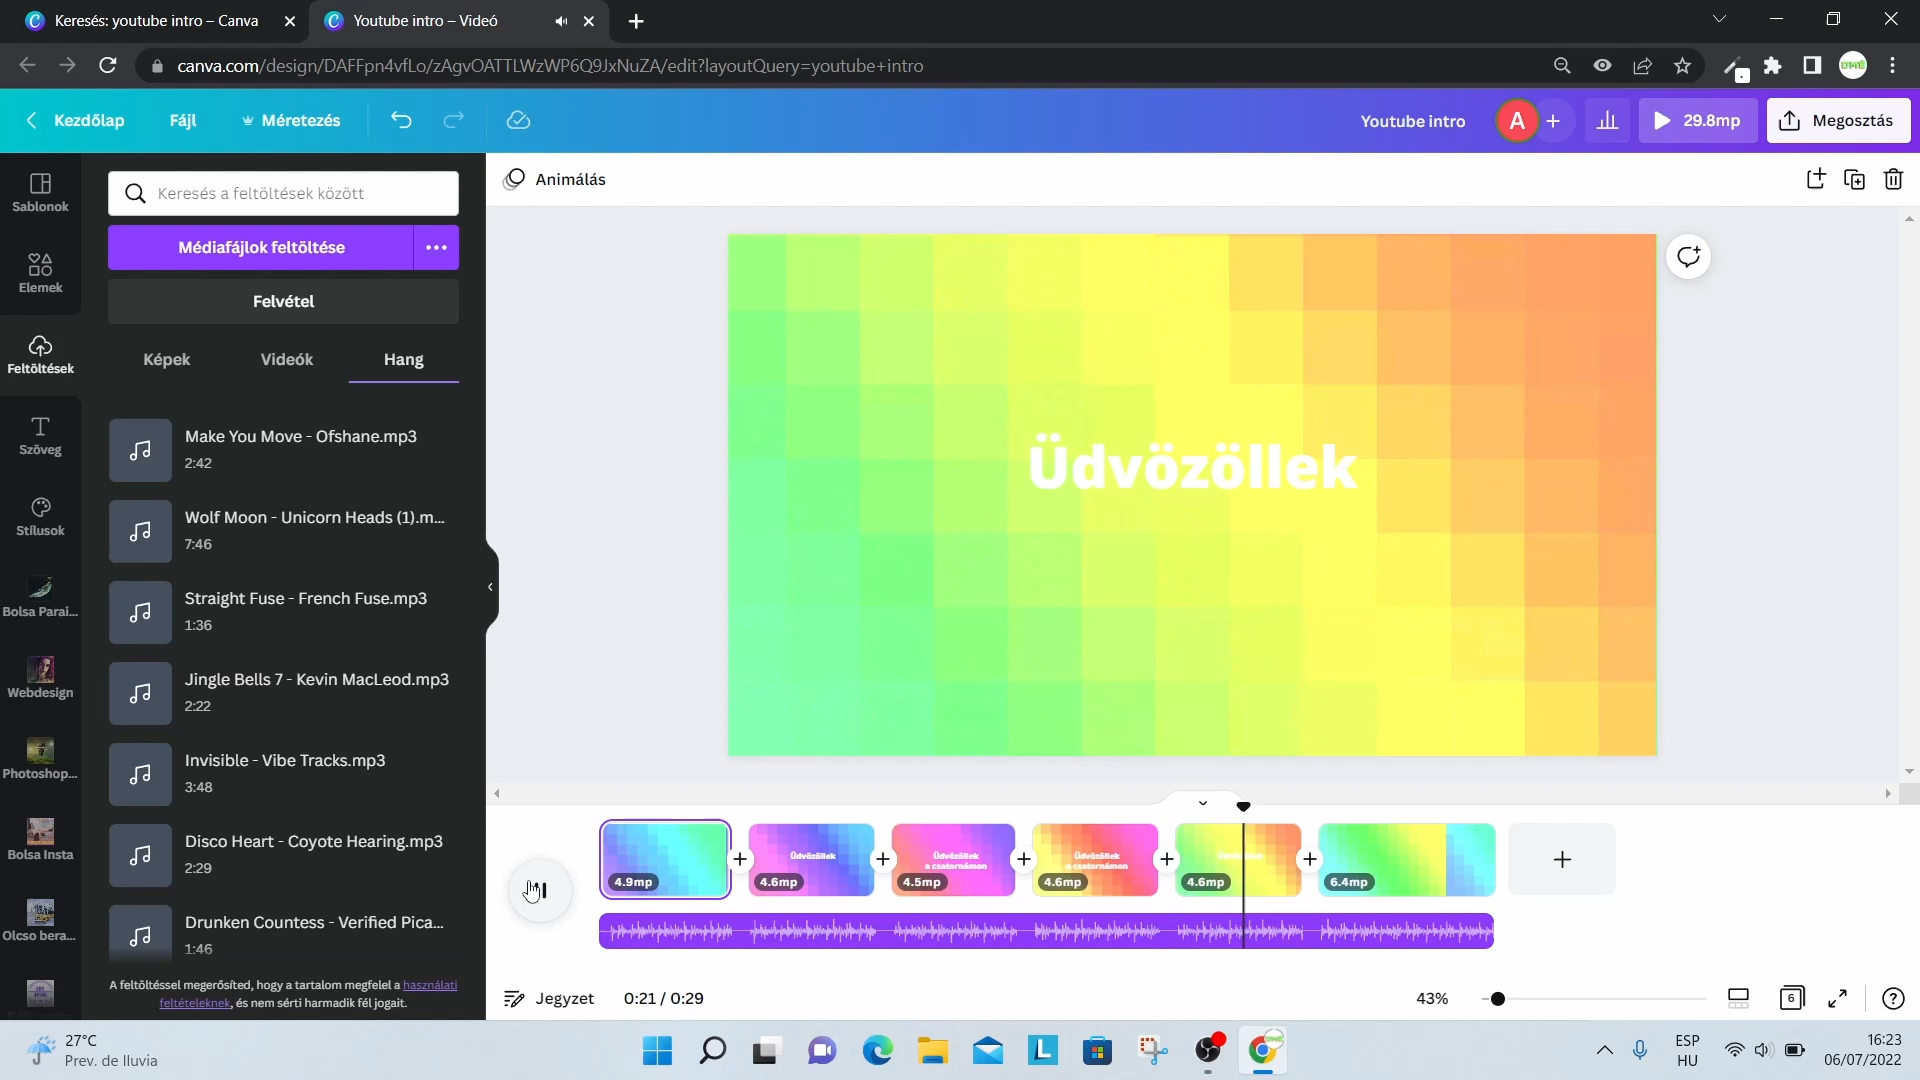 Keresés: youtube intro – Canva
Youtube intro – Videó
canva.com/design/DAFFpn4vfLo/zAgvOATTLWzWP6Q9JxNuZA/edit?layoutQuery=youtube+intro
Kezdőlap
Fájl
Méretezés
Youtube intro
A
29.8mp
Megosztás
Sablonok
Elemek
Feltöltések
Szöveg
Stílusok
Bolsa Parai...
Webdesign
Photoshop...
Bolsa Insta
Olcso bera...
Keresés a feltöltések között
Médiafájlok feltöltése
Felvétel
Képek
Videók
Hang
Make You Move - Ofshane.mp3
2:42
Wolf Moon - Unicorn Heads (1).m...
7:46
Straight Fuse - French Fuse.mp3
1:36
Jingle Bells 7 - Kevin MacLeod.mp3
2:22
Invisible - Vibe Tracks.mp3
3:48
Disco Heart - Coyote Hearing.mp3
2:29
Drunken Countess - Verified Pica...
1:46
A feltöltéssel megerősíted, hogy a tartalom megfelel a használati
feltételeknek, és nem sérti harmadik fél jogait.
Animálás
Üdvözöllek
4.9mp
Üdvözöllek
4.6mp
Üdvözöllek
a csatornámon
4.5mp
Üdvözöllek
a csatornámon
4.6mp
4.6mp
6.4mp
Jegyzet
0:21 / 0:29
43%
6
27°C
Prev. de lluvia
ESP
HU
16:23
06/07/2022